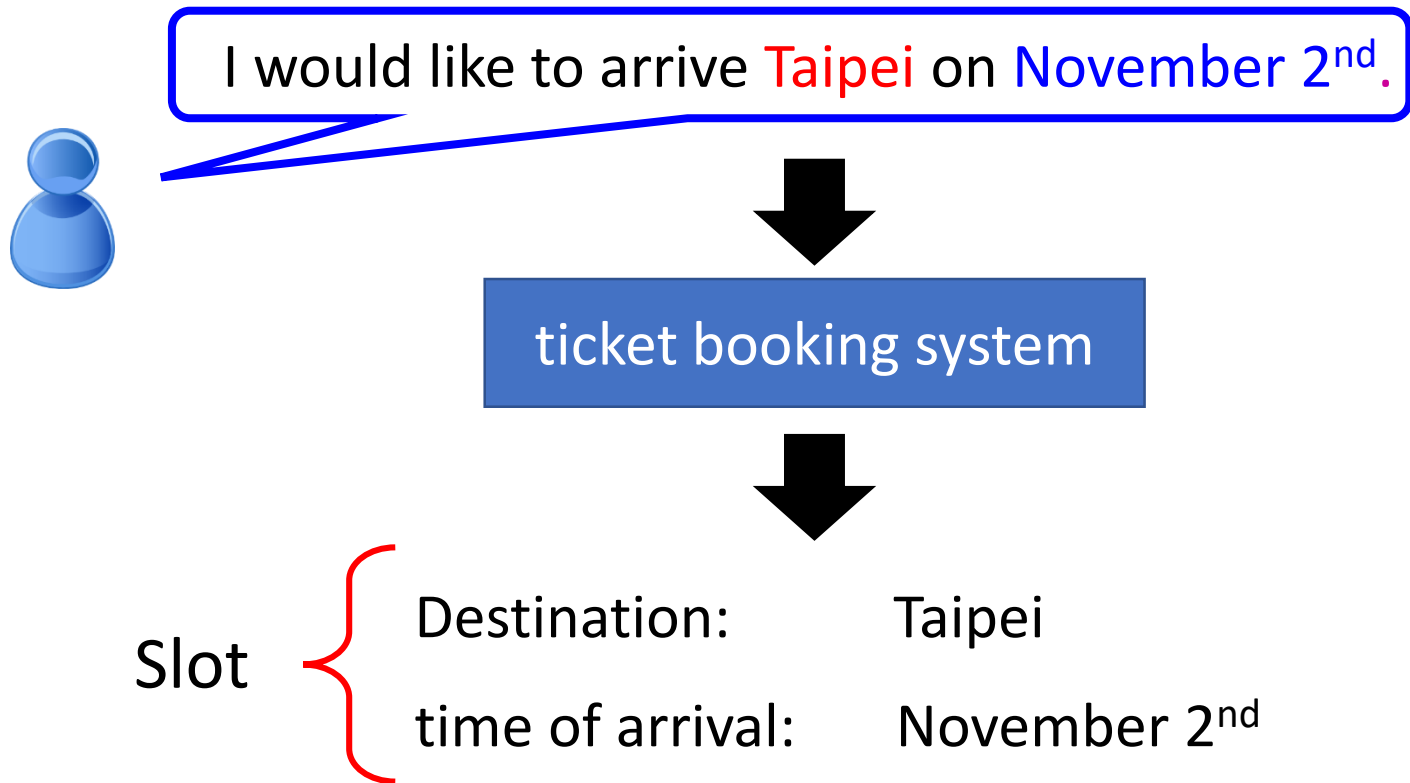 I would like to arrive Taipei on November 2nd.
ticket booking system
Slot
Destination: Taipei
time of arrival: November 2nd